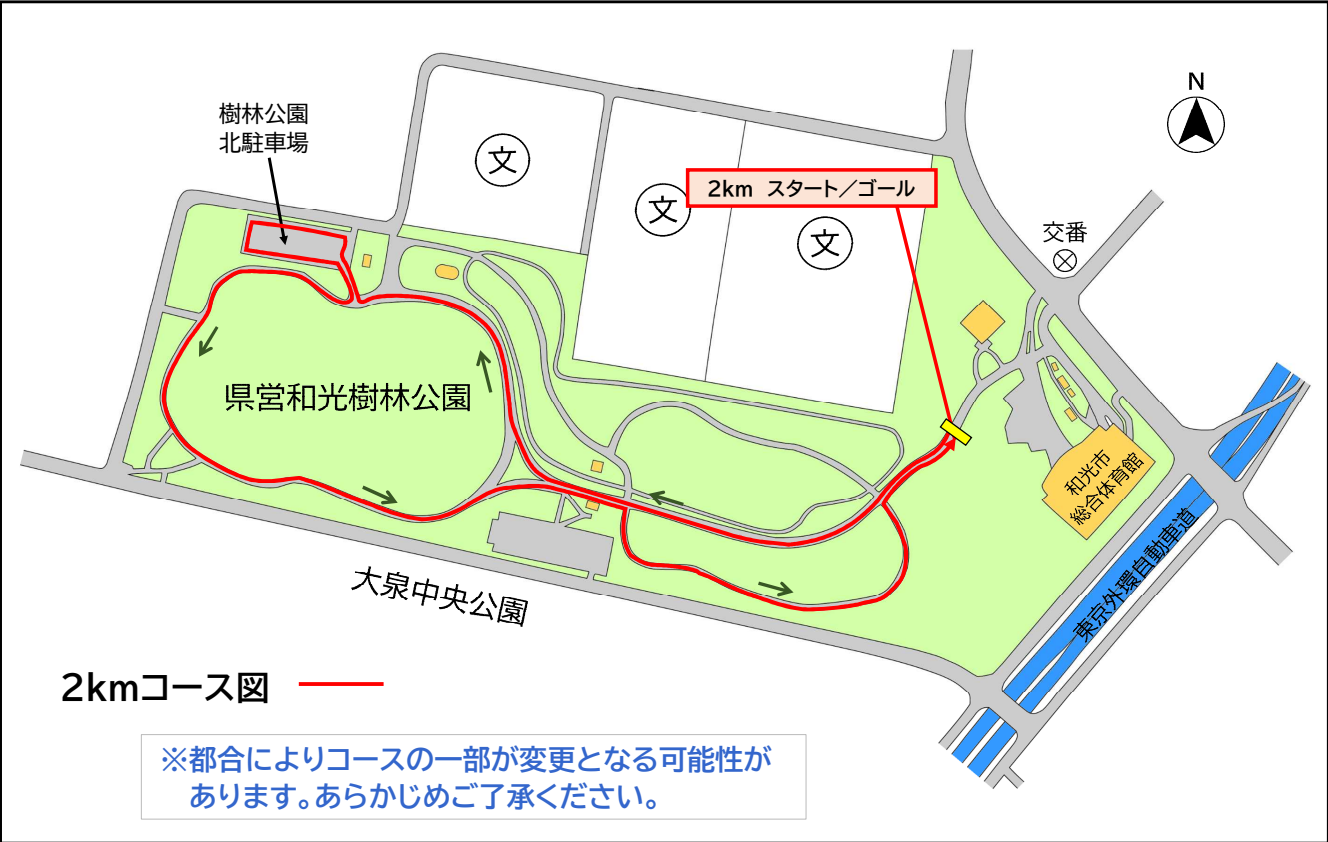 N
樹林公園
北駐車場
文
文
文
2km スタート／ゴール
交番
県営和光樹林公園
和光市
総合体育館
東京外環自動車道
大泉中央公園
2kmコース図
※都合によりコースの一部が変更となる可能性が
あります。あらかじめご了承ください。